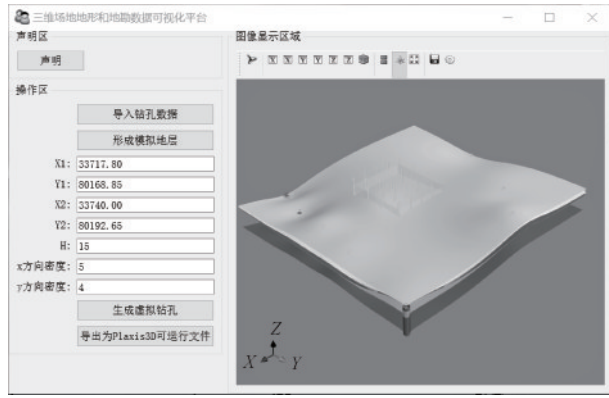 三维场地地形和地勘数据可视化平台
声明区
声明
操作区
导入钻孔数据
形成模拟地层
X1: 33717.80
Y1: 80168.85
X2: 33740.00
Y2: 80192.65
H: 15
x方向密度: 5
y方向密度: 4
生成虚拟钻孔
导出为Plaxis3D可运行文件
图像显示区域
Z
X
Y